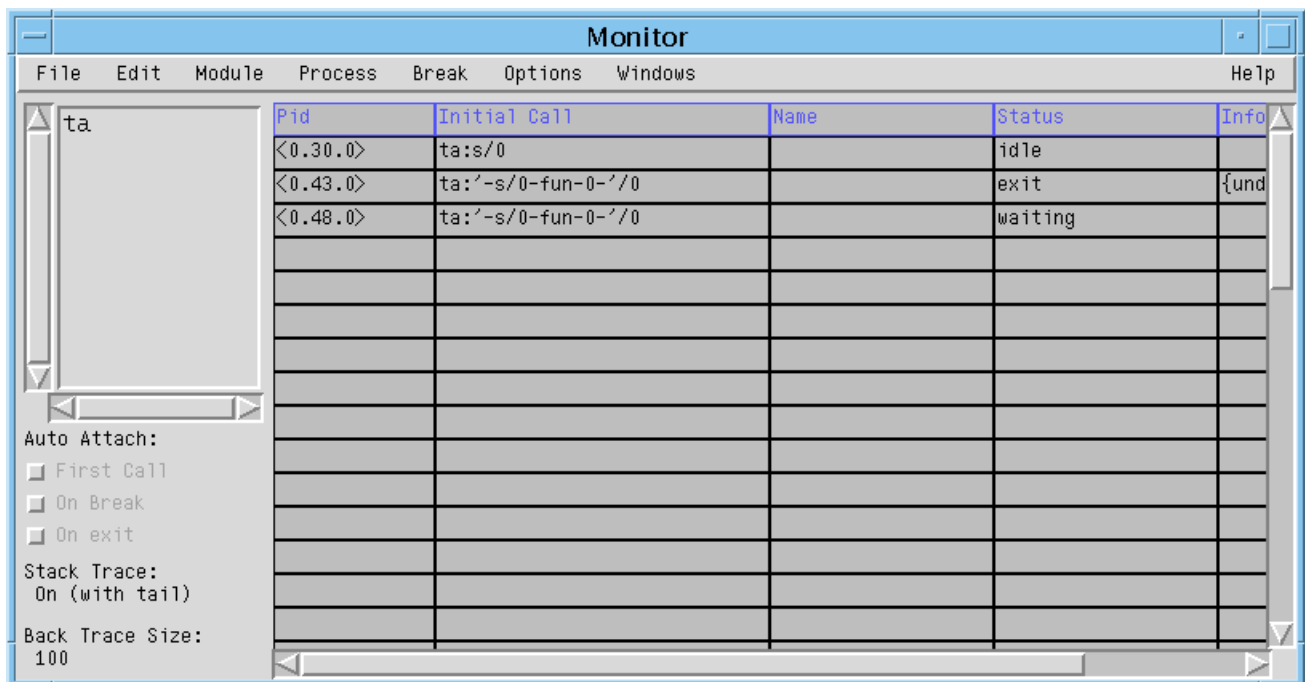 Monitor
File Edit Module Process Break Options Windows Help
ta
Pid Initial Call Name Status Info
<0.30.0> ta:s/0 idle
<0.43.0> ta:'-s/0-fun-0-'/0 exit {und
<0.48.0> ta:'-s/0-fun-0-'/0 waiting
Auto Attach:
First Call
On Break
On exit
Stack Trace:
On (with tail)
Back Trace Size:
100